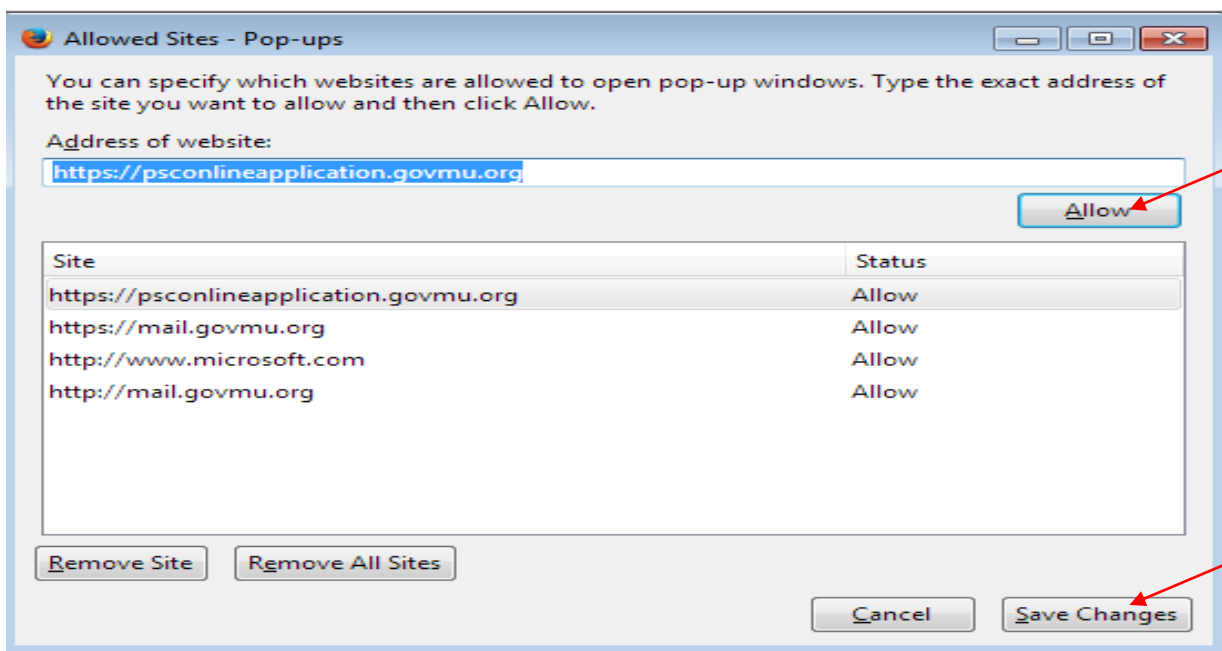 Allowed Sites - Pop-ups
You can specify which websites are allowed to open pop-up windows. Type the exact address of
the site you want to allow and then click Allow.
Address of website:
https://psconlineapplication.govmu.org
Allow
Site Status
https://psconlineapplication.govmu.org Allow
https://mail.govmu.org Allow
http://www.microsoft.com Allow
http://mail.govmu.org Allow
Remove Site Remove All Sites
Cancel Save Changes